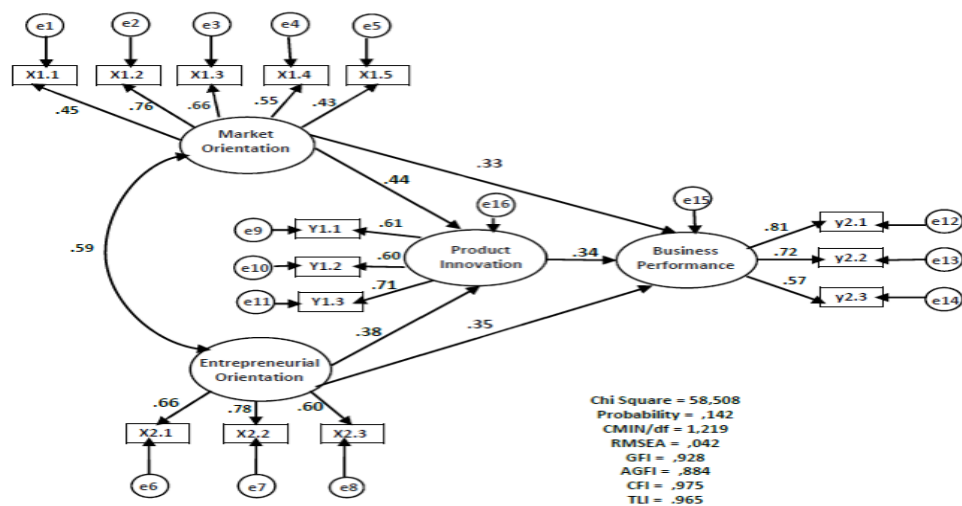 e1 e2 e3 e4 e5
X1.1 X1.2 X1.3 X1.4 X1.5
.45 .76 .66 .55 .43
Market
Orientation
.33
.44
.59
e16
e15
e9 Y1.1 .61
e10 Y1.2 .60
e11 Y1.3 .71
Product
Innovation
.34
Business
Performance
.81 y2.1 e12
.72 y2.2 e13
.57 y2.3 e14
.38
.35
Entrepreneurial
Orientation
.66 .78 .60
X2.1 X2.2 X2.3
e6 e7 e8
Chi Square = 58,508
Probability = ,142
CMIN/df = 1,219
RMSEA = ,042
GFI = ,928
AGFI = ,884
CFI = ,975
TLI = .965